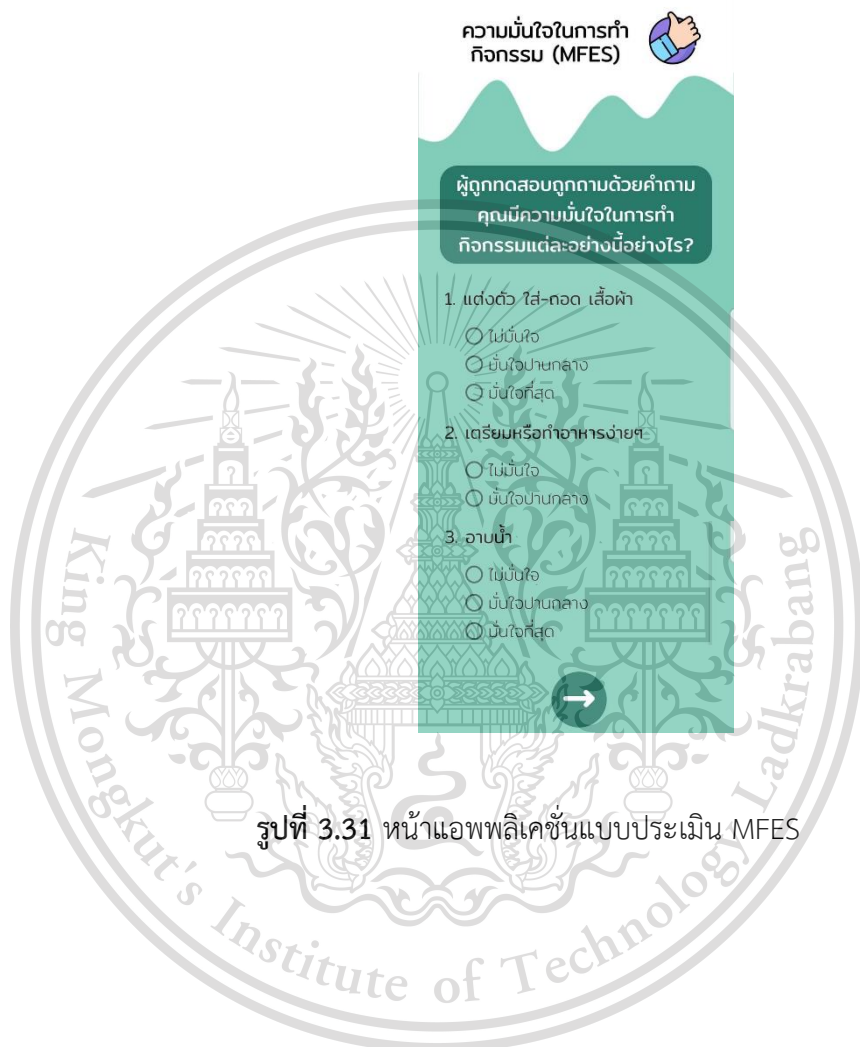 ความมั่นใจในการทำ
กิจกรรม (MFES)
ผู้ถูกทดสอบถูกถามด้วยคำถาม
คุณมีความมั่นใจในการทำ
กิจกรรมแต่ละอย่างนี้อย่างไร?
1. แต่งตัว ใส่-ถอด เสื้อผ้า
ไม่มั่นใจ
มั่นใจปานกลาง
มั่นใจที่สุด
2. เตรียมหรือทำอาหารง่ายๆ
ไม่มั่นใจ
มั่นใจปานกลาง
3. อาบน้ำ
ไม่มั่นใจ
มั่นใจปานกลาง
มั่นใจที่สุด
รูปที่ 3.31 หน้าแอพพลิเคชั่นแบบประเมิน MFES
King Mongkut's Institute of Technology Ladkrabang